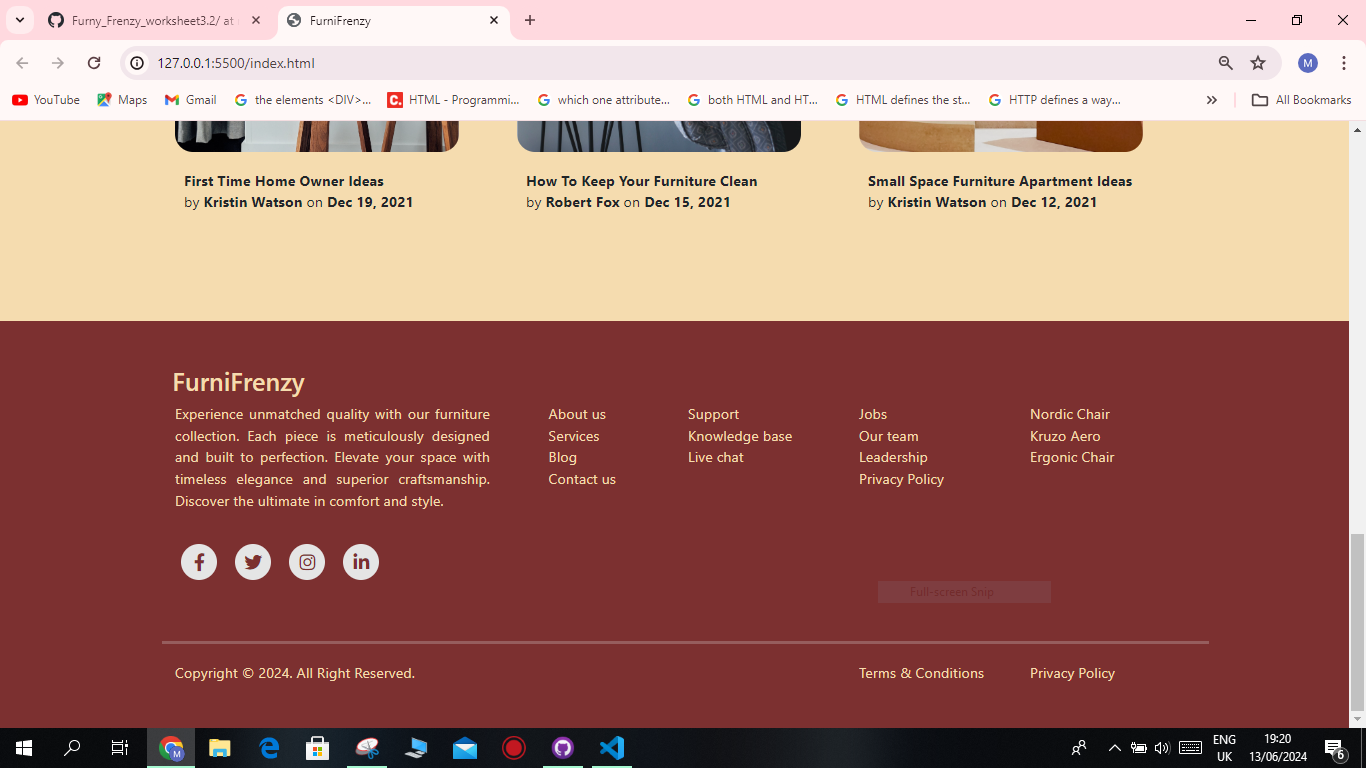 Furny_Frenzy_worksheet3.2/ at
FurniFrenzy
127.0.0.1:5500/index.html
M
YouTube
Maps
Gmail
the elements <DIV>...
HTML - Programmi...
which one attribute...
both HTML and HT...
HTML defines the st...
HTTP defines a way...
All Bookmarks
First Time Home Owner Ideas
by Kristin Watson on Dec 19, 2021
How To Keep Your Furniture Clean
by Robert Fox on Dec 15, 2021
Small Space Furniture Apartment Ideas
by Kristin Watson on Dec 12, 2021
FurniFrenzy
Experience unmatched quality with our furniture
collection. Each piece is meticulously designed
and built to perfection. Elevate your space with
timeless elegance and superior craftsmanship.
Discover the ultimate in comfort and style.
About us
Services
Blog
Contact us
Support
Knowledge base
Live chat
Jobs
Our team
Leadership
Privacy Policy
Nordic Chair
Kruzo Aero
Ergonic Chair
Full-screen Snip
Copyright © 2024. All Right Reserved.
Terms & Conditions
Privacy Policy
M
ENG
UK
19:20
13/06/2024
6